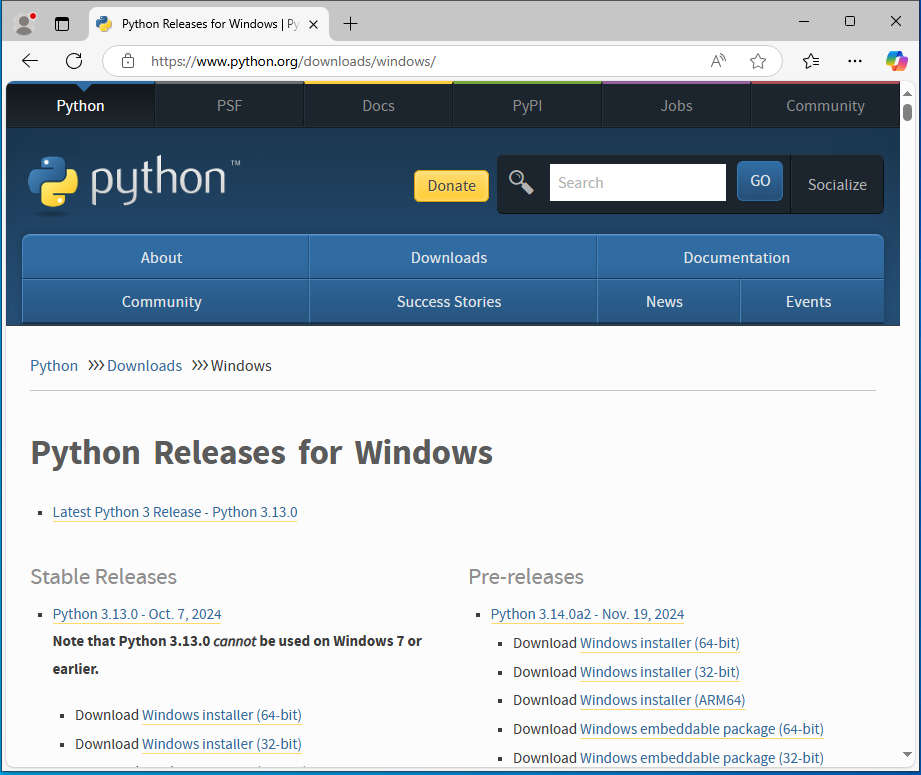 Python Releases for Windows | Py
https://www.python.org/downloads/windows/
Python PSF Docs PyPI Jobs Community
python™
Donate Search GO Socialize
About Downloads Documentation
Community Success Stories News Events
Python >>> Downloads >>> Windows
Python Releases for Windows
Latest Python 3 Release - Python 3.13.0
Stable Releases
Python 3.13.0 - Oct. 7, 2024
Note that Python 3.13.0 cannot be used on Windows 7 or
earlier.
Download Windows installer (64-bit)
Download Windows installer (32-bit)
Pre-releases
Python 3.14.0a2 - Nov. 19, 2024
Download Windows installer (64-bit)
Download Windows installer (32-bit)
Download Windows installer (ARM64)
Download Windows embeddable package (64-bit)
Download Windows embeddable package (32-bit)